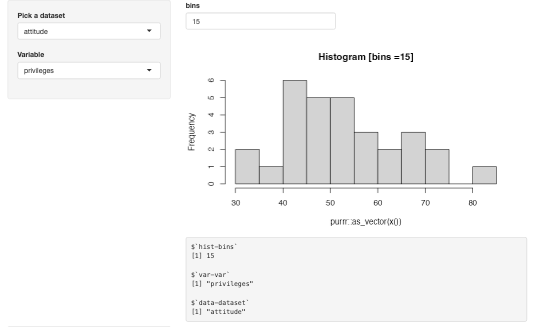 Pick a dataset
attitude
Variable
privileges
bins
15
Histogram [bins =15]
Frequency
0 1 2 3 4 5 6
30 40 50 60 70 80
purrr::as_vector(x())
$`hist-bins`
[1] 15
$`var-var`
[1] "privileges"
$`data-dataset`
[1] "attitude"